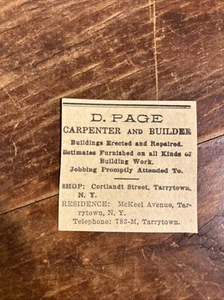 D. PAGE
CARPENTER AND BUILDER
Buildings Erected and Repaired.
Estimates Furnished on all Kinds of
Building Work.
Jobbing Promptly Attended To.
SHOP: Cortlandt Street, Tarrytown,
N. Y.
RESIDENCE: McKeel Avenue, Tar-
rytown, N. Y.
Telephone: 783-M, Tarrytown.